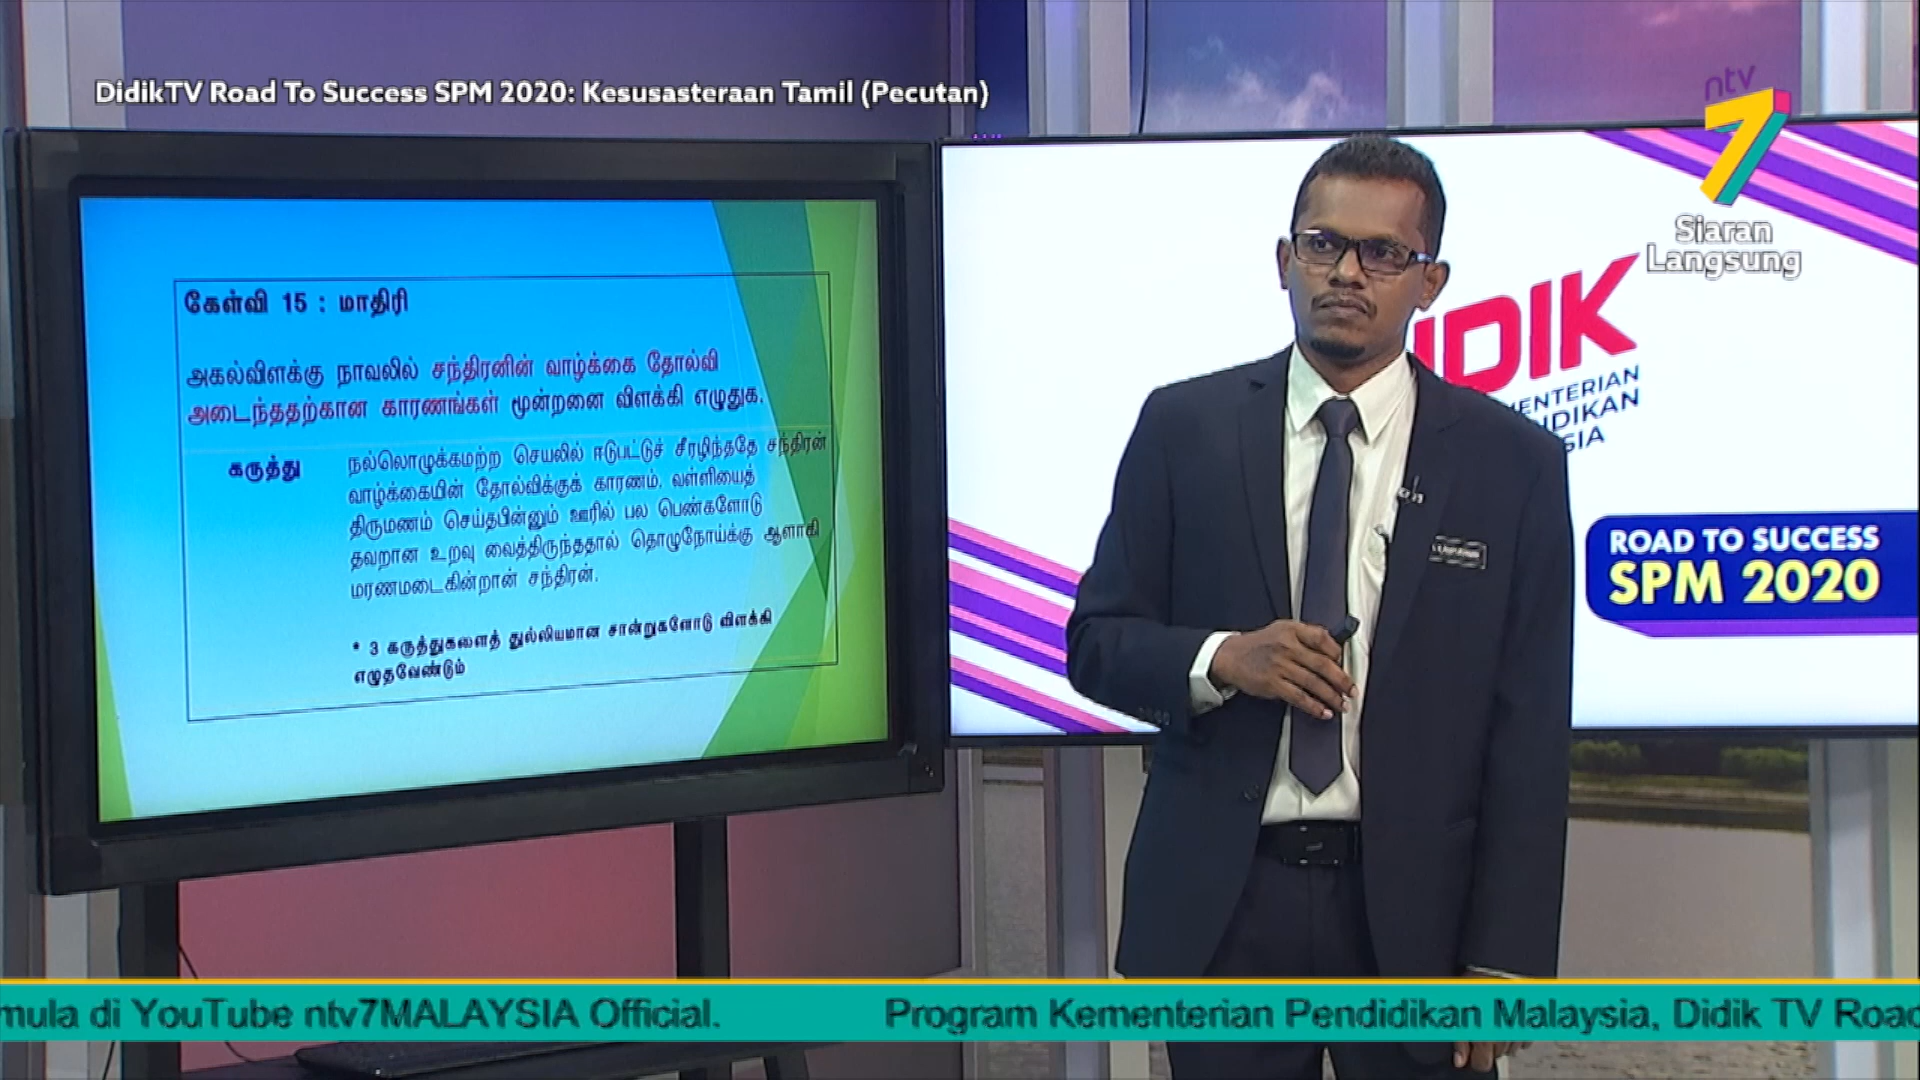 DidikTV Road To Success SPM 2020: Kesusasteraan Tamil (Pecutan)
ntv
7
Siaran
Langsung
கேள்வி 15 : மாதிரி
அகல்விளக்கு நாவலில் சந்திரனின் வாழ்க்கை தோல்வி
அடைந்ததற்கான காரணங்கள் மூன்றனை விளக்கி எழுதுக.
கருத்து
நல்லொழுக்கமற்ற செயலில் ஈடுபட்டுச் சீரழிந்ததே சந்திரன்
வாழ்க்கையின் தோல்விக்குக் காரணம். வள்ளியைத்
திருமணம் செய்தபின்னும் ஊரில் பல பெண்களோடு
தவறான உறவு வைத்திருந்ததால் தொழுநோய்க்கு ஆளாகி
மரணமடைகின்றான் சந்திரன்.
* 3 கருத்துகளைத் துல்லியமான சான்றுகளோடு விளக்கி
எழுதவேண்டும்
IDIK
MENTERIAN
IDIKAN
SIA
ROAD TO SUCCESS
SPM 2020
mula di YouTube ntv7MALAYSIA Official. Program Kementerian Pendidikan Malaysia, Didik TV Road